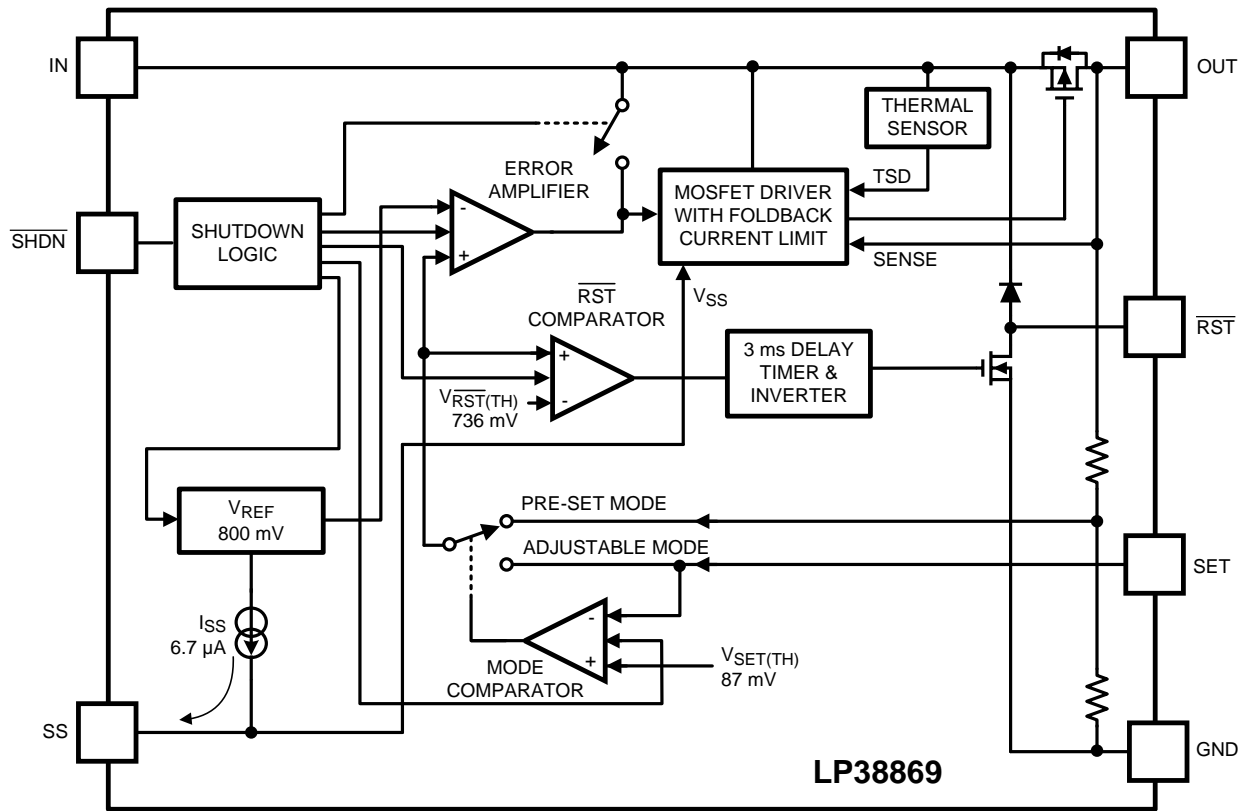 IN
OUT
THERMAL
SENSOR
ERROR
AMPLIFIER
TSD
MOSFET DRIVER
WITH FOLDBACK
CURRENT LIMIT
SHDN
SHUTDOWN
LOGIC
-
+
SENSE
VSS
RST
COMPARATOR
RST
+
-
3 ms DELAY
TIMER &
INVERTER
VRST(TH)
736 mV
VREF
800 mV
PRE-SET MODE
ADJUSTABLE MODE
SET
ISS
6.7 µA
-
+
VSET(TH)
87 mV
MODE
COMPARATOR
SS
GND
LP38869